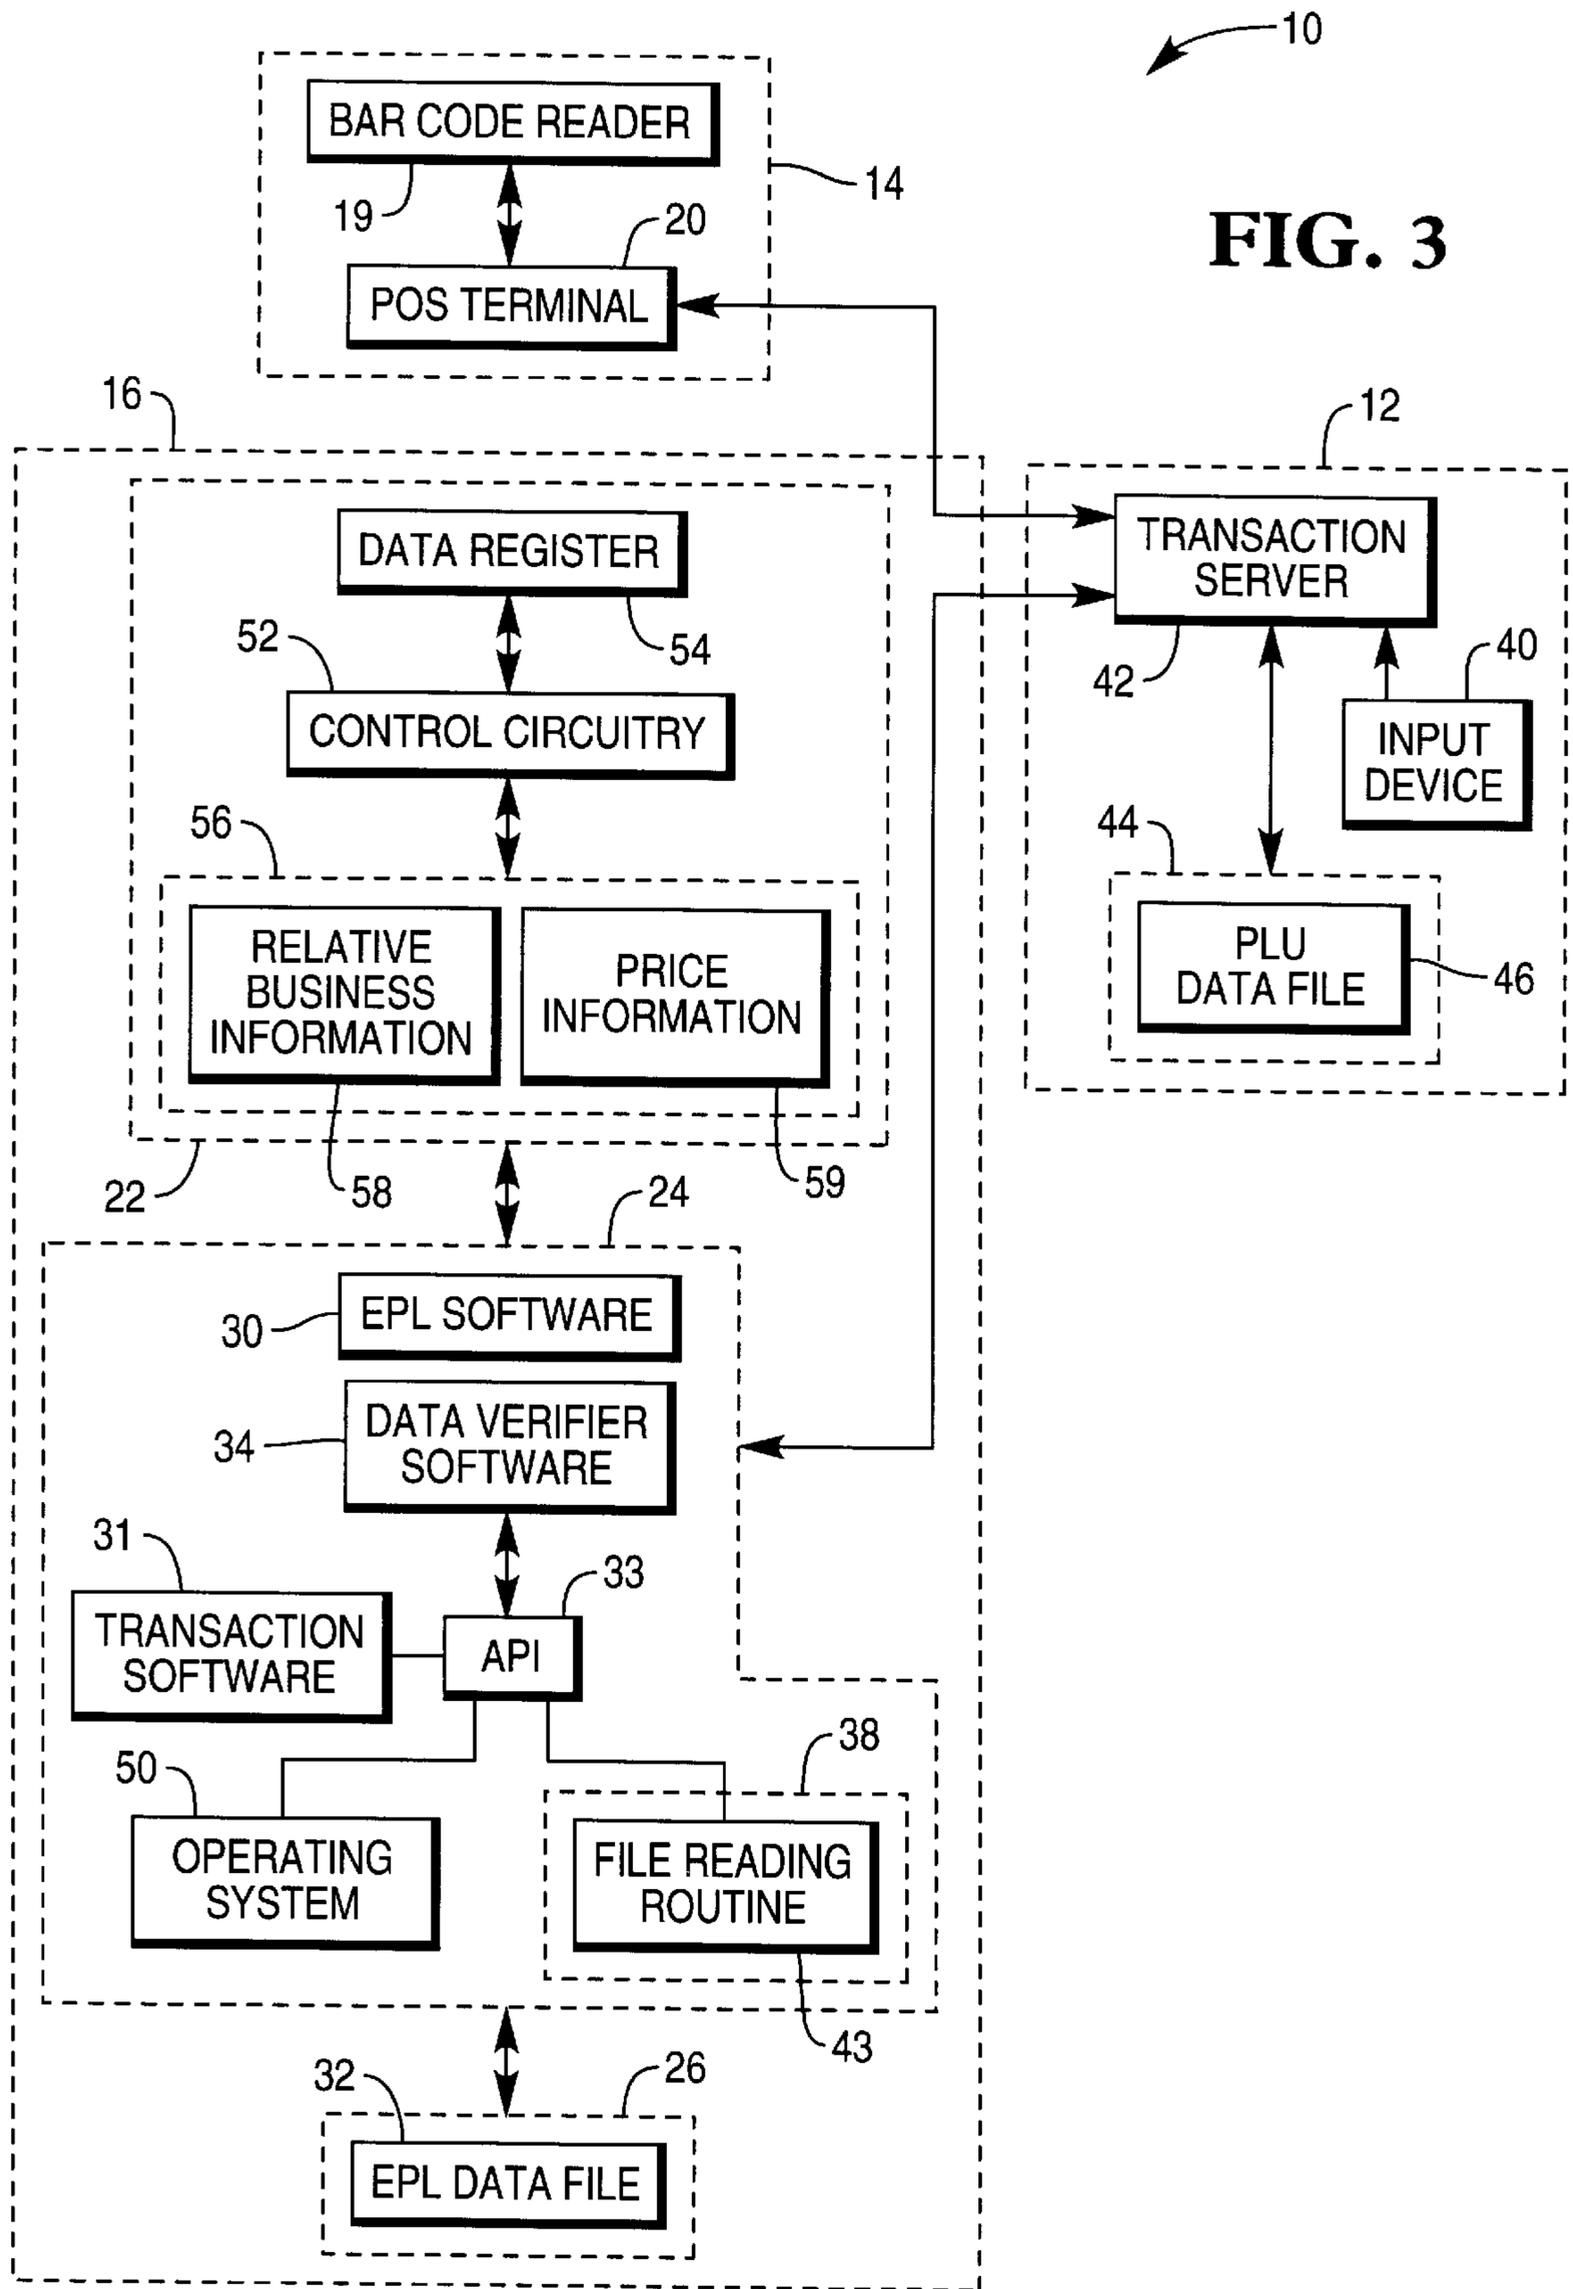 10
BAR CODE READER
14
19
20
FIG. 3
POS TERMINAL
16
12
DATA REGISTER
TRANSACTION
SERVER
52
54
42
40
CONTROL CIRCUITRY
INPUT
DEVICE
56
44
RELATIVE
BUSINESS
INFORMATION
PRICE
INFORMATION
PLU
DATA FILE
46
22
58
59
24
EPL SOFTWARE
30
DATA VERIFIER
SOFTWARE
34
31
33
TRANSACTION
SOFTWARE
API
38
50
OPERATING
SYSTEM
FILE READING
ROUTINE
43
32
26
EPL DATA FILE